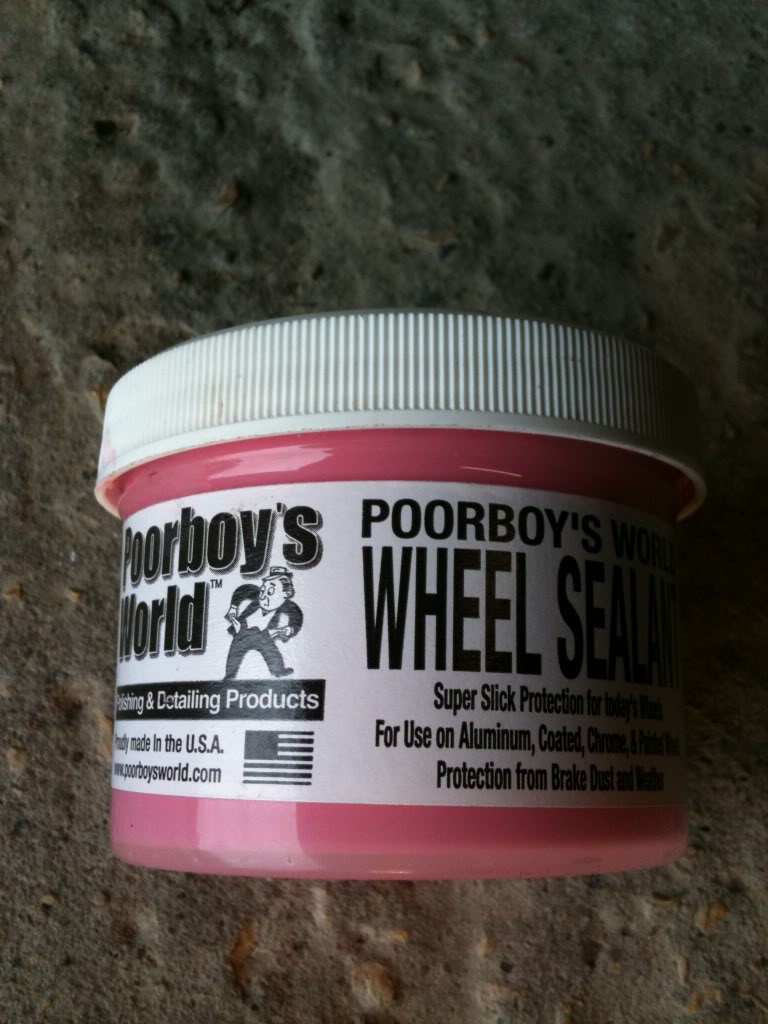 Poorboy's
World™
Polishing & Detailing Products
Proudly made In the U.S.A.
www.poorboysworld.com
POORBOY'S WORLD
WHEEL SEALANT
Super Slick Protection for today's Wheels
For Use on Aluminum, Coated, Chrome, & Painted Wheels
Protection from Brake Dust and Weather